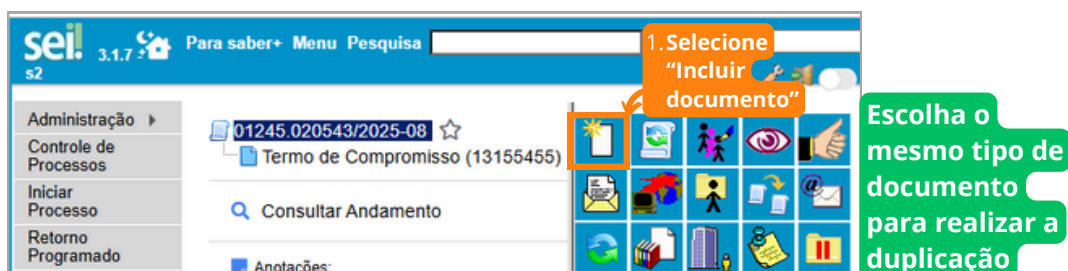 sei! 3.1.7
s2
Para saber+ Menu Pesquisa
1. Selecione
“Incluir
documento”
Administração
Controle de
Processos
Iniciar
Processo
Retorno
Programado
01245.020543/2025-08
Termo de Compromisso (13155455)
Consultar Andamento
Anotações:
Escolha o
mesmo tipo de
documento
para realizar a
duplicação